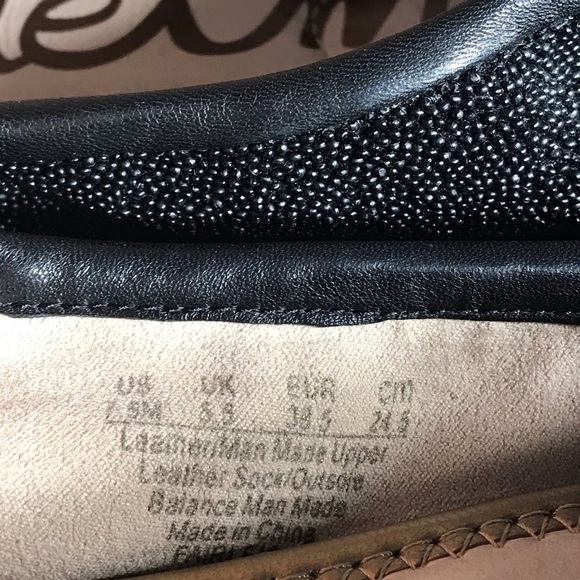 US UK EUR cm
7.5M 5.5 38.5 24.5
Leather/Man Made Upper
Leather Sock/Outsole
Balance Man Made
Made in China